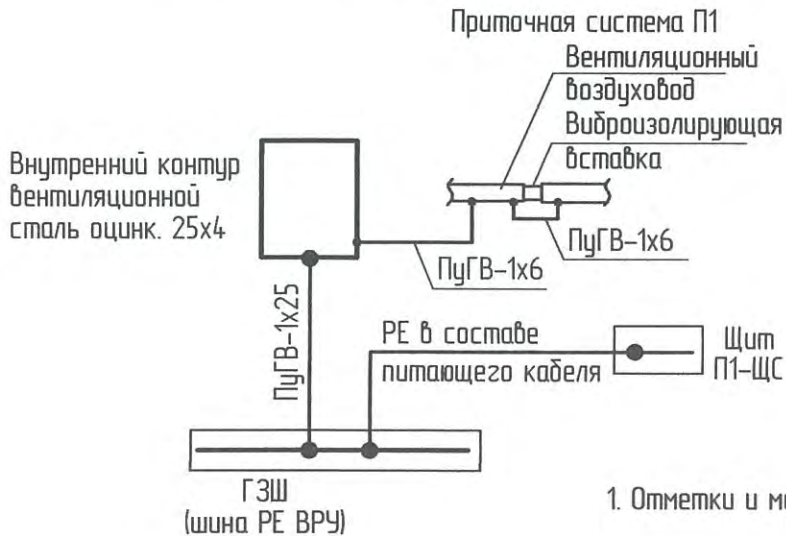 Приточная система П1
Вентиляционный
воздуховод
Виброизолирующая
вставка
Внутренний контур
вентиляционной
сталь оцинк. 25х4
ПуГВ-1х6
ПуГВ-1х6
ПуГВ-1х25
РЕ в составе
питающего кабеля
Щит
П1-ЩС
ГЗШ
(шина РЕ ВРУ)
1. Отметки и м